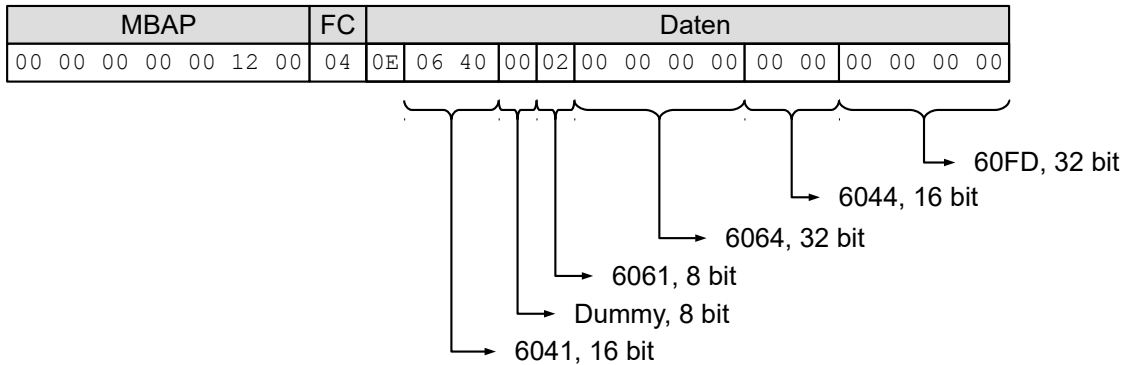 MBAP FC Daten
00 00 00 00 00 12 00 04 0E 06 40 00 02 00 00 00 00 00 00 00 00 00 00
60FD, 32 bit
6044, 16 bit
6064, 32 bit
6061, 8 bit
Dummy, 8 bit
6041, 16 bit